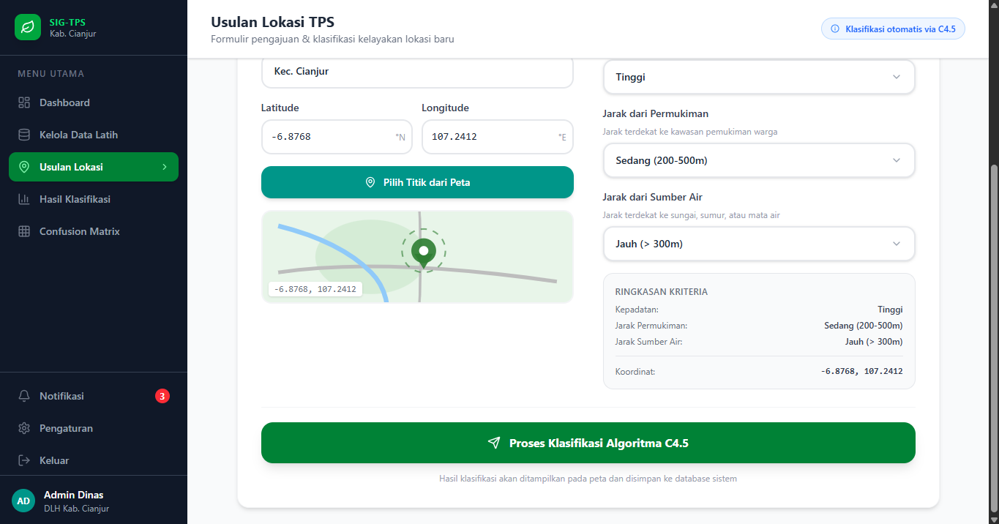 SIG-TPS
Kab. Cianjur
MENU UTAMA
Dashboard
Kelola Data Latih
Usulan Lokasi
Hasil Klasifikasi
Confusion Matrix
Notifikasi
3
Pengaturan
Keluar
AD
Admin Dinas
DLH Kab. Cianjur
Usulan Lokasi TPS
Formulir pengajuan & klasifikasi kelayakan lokasi baru
Klasifikasi otomatis via C4.5
Kec. Cianjur
Latitude
Longitude
-6.8768
°N
107.2412
°E
Pilih Titik dari Peta
-6.8768, 107.2412
Tinggi
Jarak dari Permukiman
Jarak terdekat ke kawasan pemukiman warga
Sedang (200-500m)
Jarak dari Sumber Air
Jarak terdekat ke sungai, sumur, atau mata air
Jauh (> 300m)
RINGKASAN KRITERIA
Kepadatan: Tinggi
Jarak Permukiman: Sedang (200-500m)
Jarak Sumber Air: Jauh (> 300m)
Koordinat: -6.8768, 107.2412
Proses Klasifikasi Algoritma C4.5
Hasil klasifikasi akan ditampilkan pada peta dan disimpan ke database sistem